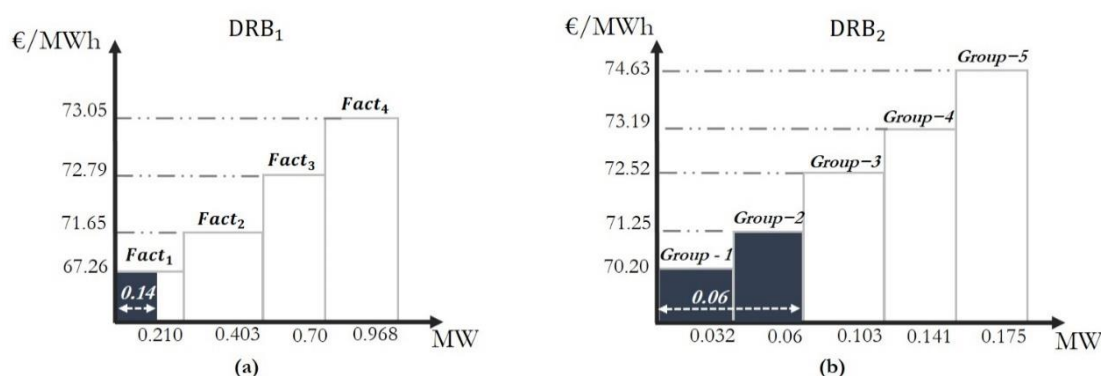 €/MWh
DRB₁
73.05
72.79
71.65
67.26
Fact₁
Fact₂
Fact₃
Fact₄
0.14
0.210
0.403
0.70
0.968
MW
(a)
€/MWh
DRB₂
74.63
73.19
72.52
71.25
70.20
Group - 1
Group−2
Group−3
Group−4
Group−5
0.06
0.032
0.06
0.103
0.141
0.175
MW
(b)